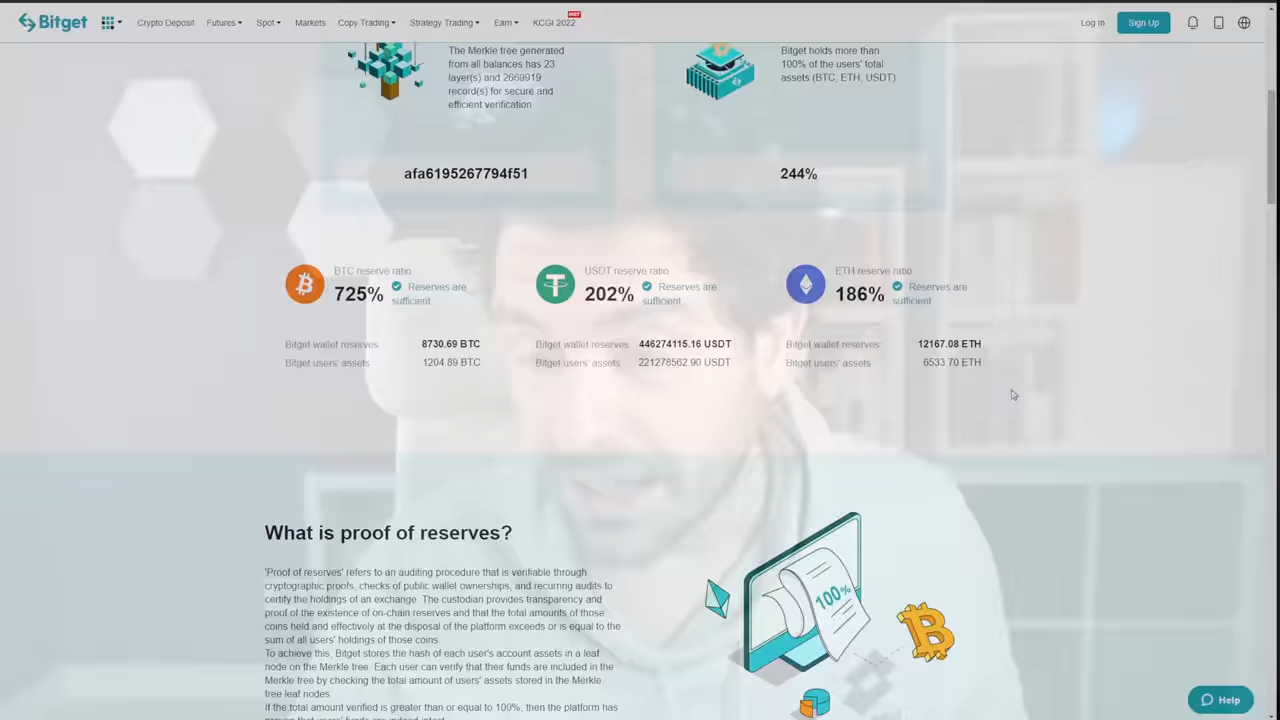 Bitget
Crypto Deposit
Futures
Spot
Markets
Copy Trading
Strategy Trading
Earn
KCGI 2022
HOT
Log In
Sign Up
The Merkle tree generated
from all balances has 23
layer(s) and 2669919
record(s) for secure and
efficient verification
Bitget holds more than
100% of the users' total
assets (BTC, ETH, USDT)
afa6195267794f51
244%
BTC reserve ratio
725%
Reserves are
sufficient
Bitget wallet reserves 8730.69 BTC
Bitget users' assets 1204.89 BTC
USDT reserve ratio
202%
Reserves are
sufficient
Bitget wallet reserves 446274115.16 USDT
Bitget users' assets 221278562.90 USDT
ETH reserve ratio
186%
Reserves are
sufficient
Bitget wallet reserves 12167.08 ETH
Bitget users' assets 6533.70 ETH
What is proof of reserves?
'Proof of reserves' refers to an auditing procedure that is verifiable through
cryptographic proofs, checks of public wallet ownerships, and recurring audits to
certify the holdings of an exchange. The custodian provides transparency and
proof of the existence of on-chain reserves and that the total amounts of those
coins held and effectively at the disposal of the platform exceeds or is equal to the
sum of all users' holdings of those coins.
To achieve this, Bitget stores the hash of each user's account assets in a leaf
node on the Merkle tree. Each user can verify that their funds are included in the
Merkle tree by checking the total amount of users' assets stored in the Merkle
tree leaf nodes.
If the total amount verified is greater than or equal to 100%, then the platform has
proven that users' funds are indeed intact.
100%
Help